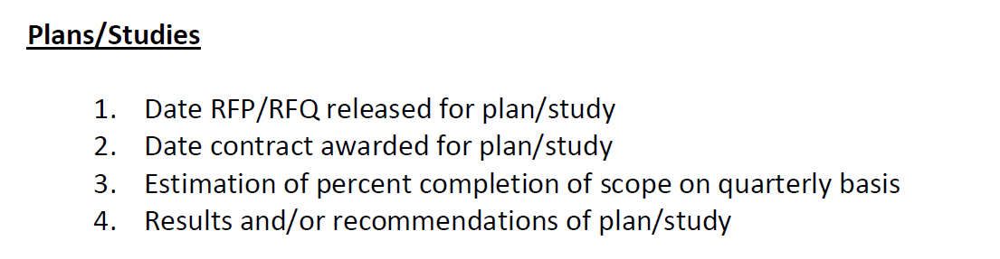 Plans/Studies
1. Date RFP/RFQ released for plan/study
2. Date contract awarded for plan/study
3. Estimation of percent completion of scope on quarterly basis
4. Results and/or recommendations of plan/study